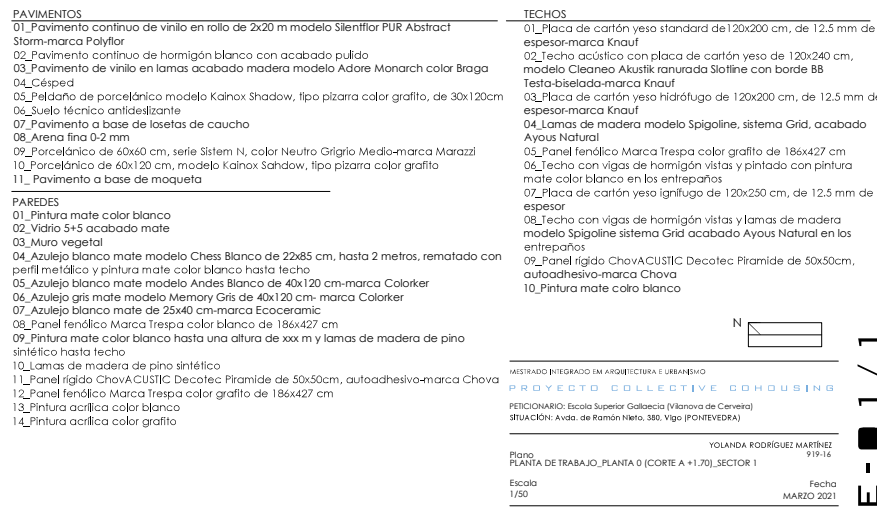 PAVIMENTOS
01_Pavimento continuo de vinilo en rollo de 2x20 m modelo Silentflor PUR Abstract
Storm-marca Polyflor
02_Pavimento continuo de hormigón blanco con acabado pulido
03_Pavimento de vinilo en lamas acabado madera modelo Adore Monarch color Braga
04_Césped
05_Peldaño de porcelánico modelo Kainox Shadow, tipo pizarra color grafito, de 30x120cm
06_Suelo técnico antideslizante
07_Pavimento a base de losetas de caucho
08_Arena fina 0-2 mm
09_Porcelánico de 60x60 cm, serie Sistem N, color Neutro Grigrio Medio-marca Marazzi
10_Porcelánico de 60x120 cm, modelo Kainox Sahdow, tipo pizarra color grafito
11_ Pavimento a base de moqueta
PAREDES
01_Pintura mate color blanco
02_Vidrio 5+5 acabado mate
03_Muro vegetal
04_Azulejo blanco mate modelo Chess Blanco de 22x85 cm, hasta 2 metros, rematado con
perfil metálico y pintura mate color blanco hasta techo
05_Azulejo blanco mate modelo Andes Blanco de 40x120 cm-marca Colorker
06_Azulejo gris mate modelo Memory Gris de 40x120 cm- marca Colorker
07_Azulejo blanco mate de 25x40 cm-marca Ecoceramic
08_Panel fenólico Marca Trespa color blanco de 186x427 cm
09_Pintura mate color blanco hasta una altura de xxx m y lamas de madera de pino
sintético hasta techo
10_Lamas de madera de pino sintético
11_Panel rígido ChovACUSTIC Decotec Piramide de 50x50cm, autoadhesivo-marca Chova
12_Panel fenólico Marca Trespa color grafito de 186x427 cm
13_Pintura acrílica color blanco
14_Pintura acrílica color grafito
TECHOS
01_Placa de cartón yeso standard de120x200 cm, de 12.5 mm de
espesor-marca Knauf
02_Techo acústico con placa de cartón yeso de 120x240 cm,
modelo Cleaneo Akustik ranurada Slotline con borde BB
Testa-biselada-marca Knauf
03_Placa de cartón yeso hidrófugo de 120x200 cm, de 12.5 mm de
espesor-marca Knauf
04_Lamas de madera modelo Spigoline, sistema Grid, acabado
Ayous Natural
05_Panel fenólico Marca Trespa color grafito de 186x427 cm
06_Techo con vigas de hormigón vistas y pintado con pintura
mate color blanco en los entrepaños
07_Placa de cartón yeso ignífugo de 120x250 cm, de 12.5 mm de
espesor
08_Techo con vigas de hormigón vistas y lamas de madera
modelo Spigoline sistema Grid acabado Ayous Natural en los
entrepaños
09_Panel rígido ChovACUSTIC Decotec Piramide de 50x50cm,
autoadhesivo-marca Chova
10_Pintura mate colro blanco
N
MESTRADO INTEGRADO EM ARQUITECTURA E URBANISMO
PROYECTO COLLECTIVE COHOUSING
PETICIONARIO: Escola Superior Gallaecia (Vilanova de Cerveira)
SITUACIÓN: Avda. de Ramón Nieto, 380, Vigo (PONTEVEDRA)
YOLANDA RODRÍGUEZ MARTÍNEZ
919-16
Plano
PLANTA DE TRABAJO_PLANTA 0 (CORTE A +1.70)_SECTOR 1
Escala
1/50
Fecha
MARZO 2021